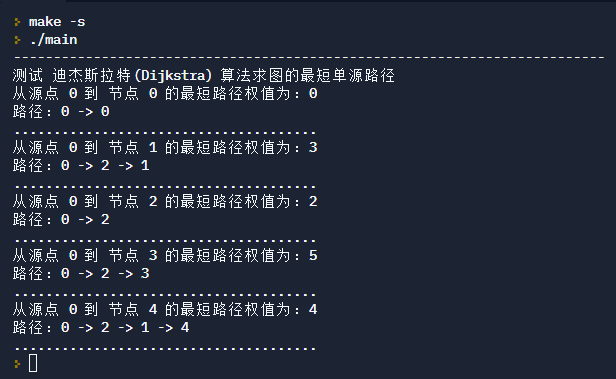 > make -s
> ./main
--------------------------------------------------------------------------
测试 迪杰斯拉特(Dijkstra) 算法求图的最短单源路径
从源点 0 到 节点 0 的最短路径权值为：0
路径：0 -> 0
......................................
从源点 0 到 节点 1 的最短路径权值为：3
路径：0 -> 2 -> 1
......................................
从源点 0 到 节点 2 的最短路径权值为：2
路径：0 -> 2
......................................
从源点 0 到 节点 3 的最短路径权值为：5
路径：0 -> 2 -> 3
......................................
从源点 0 到 节点 4 的最短路径权值为：4
路径：0 -> 2 -> 1 -> 4
......................................
>